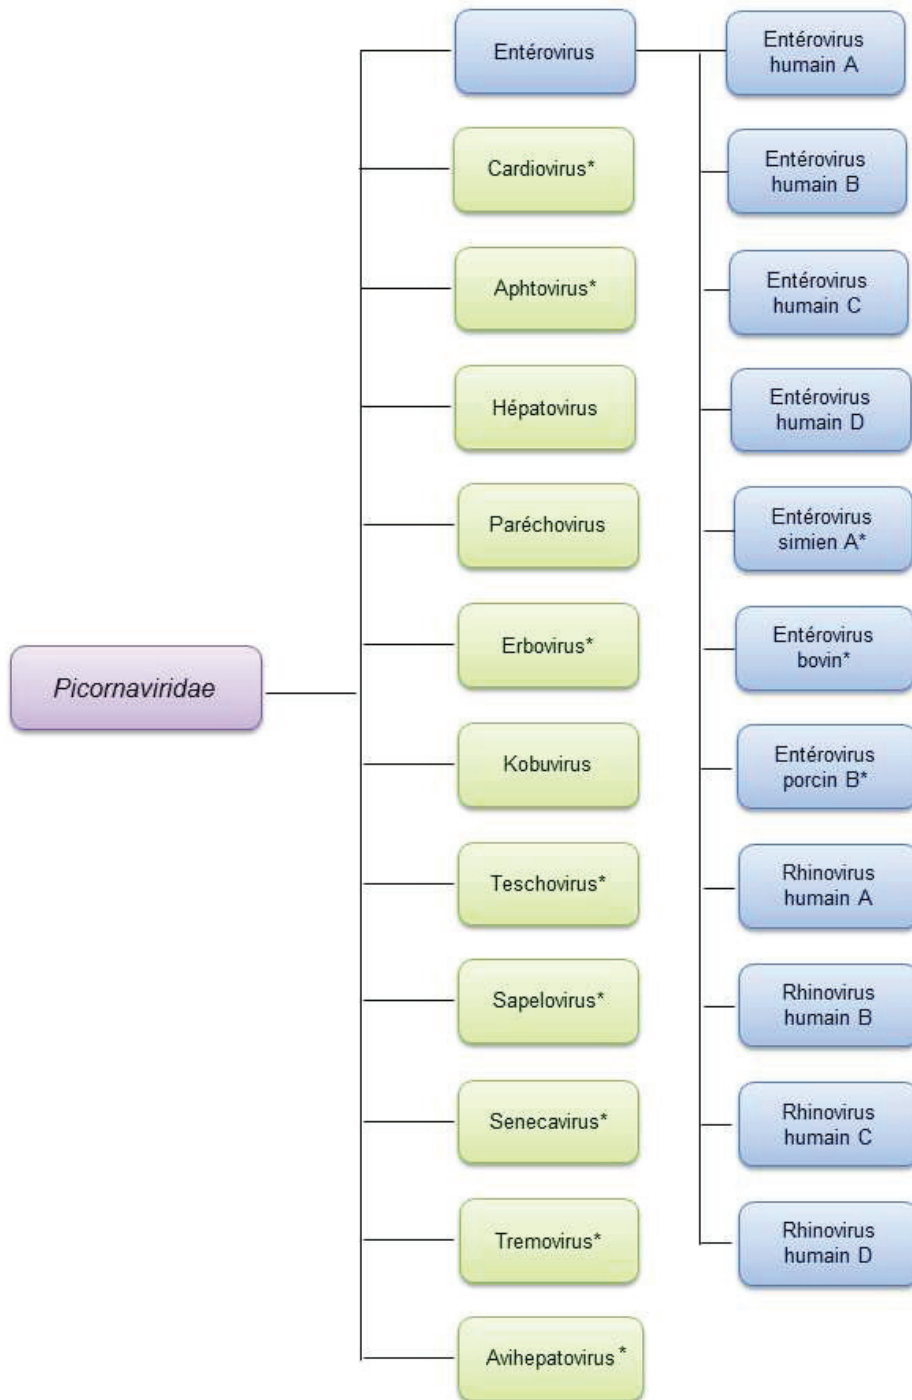 Picornaviridae
Entérovirus
Cardiovirus*
Aphtovirus*
Hépatovirus
Paréchovirus
Erbovirus*
Kobuvirus
Teschovirus*
Sapelovirus*
Senecavirus*
Tremovirus*
Avihepatovirus*
Entérovirus
humain A
Entérovirus
humain B
Entérovirus
humain C
Entérovirus
humain D
Entérovirus
simien A*
Entérovirus
bovin*
Entérovirus
porcin B*
Rhinovirus
humain A
Rhinovirus
humain B
Rhinovirus
humain C
Rhinovirus
humain D